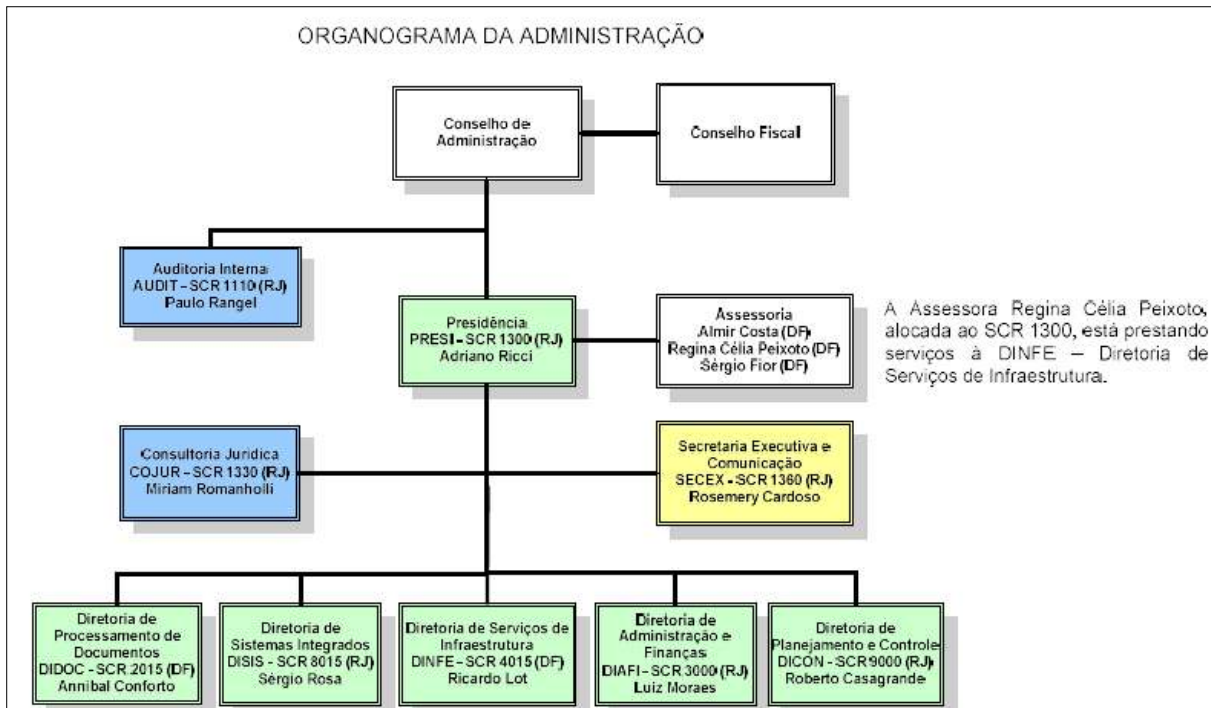 ORGANOGRAMA DA ADMINISTRAÇÃO
Conselho de
Administração
Conselho Fiscal
Auditoria Interna
AUDIT - SCR 1110 (RJ)
Paulo Rangel
Presidência
PRESI - SCR 1300 (RJ)
Adriano Ricci
Assessoria
Almir Costa (DF)
Regina Célia Peixoto (DF)
Sérgio Fior (DF)
A Assessora Regina Célia Peixoto,
alocada ao SCR 1300, está prestando
serviços à DINFE – Diretoria de
Serviços de Infraestrutura.
Consultoria Jurídica
COJUR - SCR 1330 (RJ)
Miriam Romanholli
Secretaria Executiva e
Comunicação
SECEX - SCR 1360 (RJ)
Rosemery Cardoso
Diretoria de
Processamento de
Documentos
DIDOC - SCR 2015 (DF)
Annibal Conforto
Diretoria de
Sistemas Integrados
DISIS - SCR 8015 (RJ)
Sérgio Rosa
Diretoria de Serviços de
Infraestrutura
DINFE - SCR 4015 (DF)
Ricardo Lot
Diretoria de
Administração e
Finanças
DIAFI - SCR 3000 (RJ)
Luiz Moraes
Diretoria de
Planejamento e Controle
DICON - SCR 9000 (RJ)
Roberto Casagrande